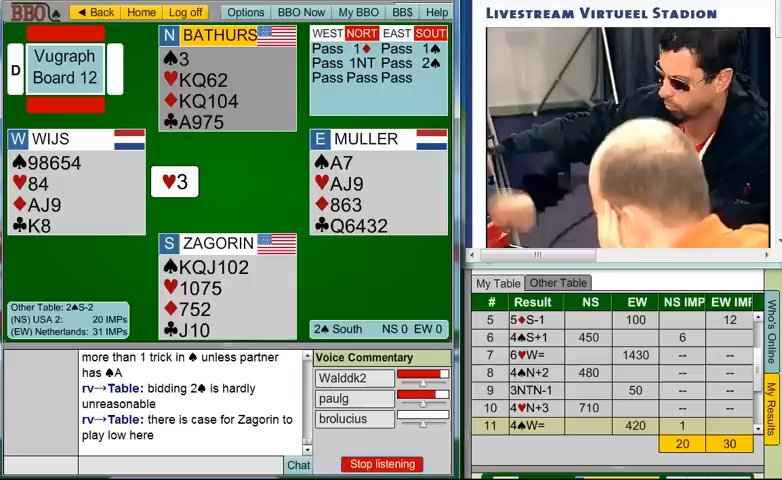 BBO Back Home Log off Options BBO Now My BBO BB$ Help
Livestream Virtueel Stadion
D
Vugraph
Board 12
N BATHURS
♠3
♥KQ62
♦KQ104
♣A975
WEST NORT EAST SOUT
Pass 1♦ Pass 1♠
Pass 1NT Pass 2♠
Pass Pass Pass
W WIJS
♠98654
♥84
♦AJ9
♣K8
♥3
E MULLER
♠A7
♥AJ9
♦863
♣Q6432
S ZAGORIN
♠KQJ102
♥1075
♦752
♣J10
Other Table: 2♠S-2
(NS) USA 2: 20 IMPs
(EW) Netherlands: 31 IMPs
2♠ South NS 0 EW 0
more than 1 trick in ♠ unless partner
has ♠A
rv→Table: bidding 2♠ is hardly
unreasonable
rv→Table: there is case for Zagorin to
play low here
Chat
Voice Commentary
Walddk2
paulg
brolucius
Stop listening
My Table Other Table
# Result NS EW NS IMP EW IMP
5 5♦S-1 100 12
6 4♠S+1 450 6
7 6♥W= 1430 --
8 4♠N+2 480 -- --
9 3NTN-1 50 -- --
10 4♥N+3 710 -- --
11 4♠W= 420 1
20 30
Who's Online
My Results